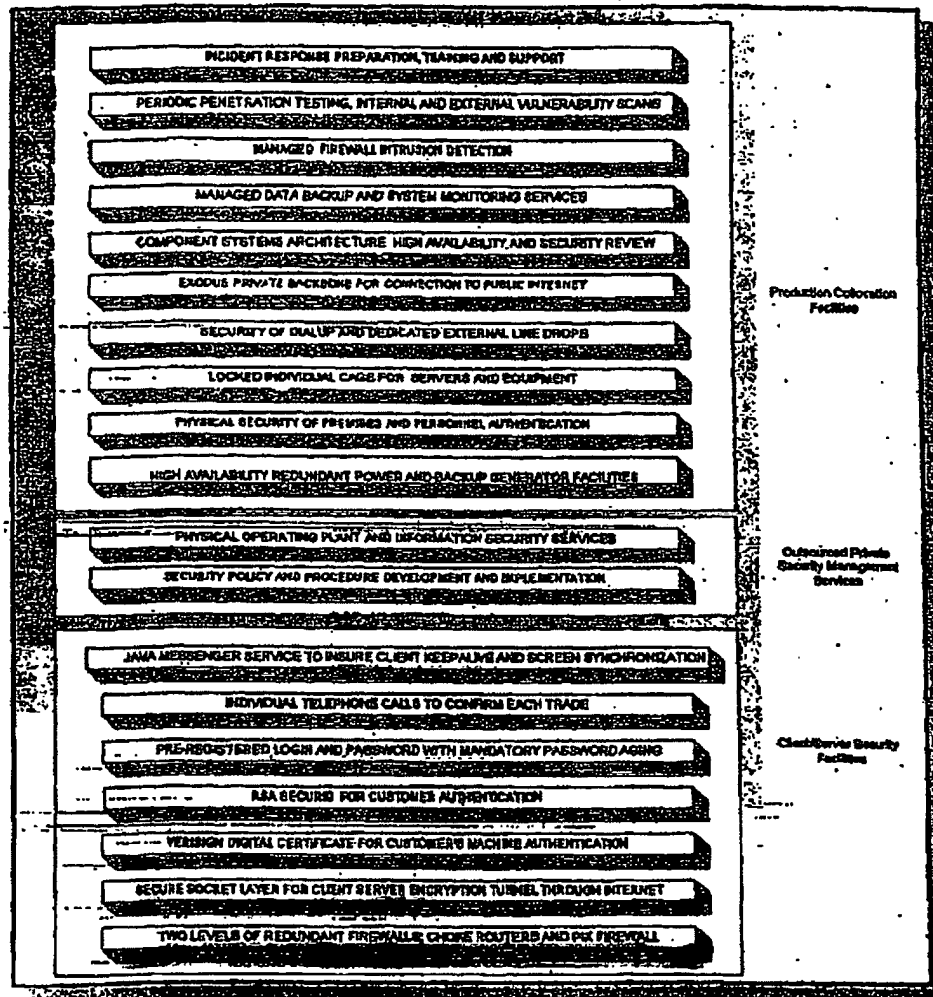 INCIDENT RESPONSE PREPARATION, TRAINING AND SUPPORT
PERIODIC PENETRATION TESTING, INTERNAL AND EXTERNAL VULNERABILITY SCANS
MANAGED FIREWALL INTRUSION DETECTION
MANAGED DATA BACKUP AND SYSTEM MONITORING SERVICES
COMPONENT SYSTEMS ARCHITECTURE HIGH AVAILABILITY AND SECURITY REVIEW
EXODUS PRIVATE BACKBONE FOR CONNECTION TO PUBLIC INTERNET
Production Colocation
Facilities
SECURITY OF DIALUP AND DEDICATED EXTERNAL LINE DROPS
LOCKED INDIVIDUAL CAGE FOR SERVERS AND EQUIPMENT
PHYSICAL SECURITY OF PREMISES AND PERSONNEL AUTHENTICATION
HIGH AVAILABILITY REDUNDANT POWER AND BACKUP GENERATOR FACILITIES
PHYSICAL OPERATING PLANT AND INFORMATION SECURITY SERVICES
SECURITY POLICY AND PROCEDURE DEVELOPMENT AND IMPLEMENTATION
Outsourced Private
Security Management
Services
JAVA MESSENGER SERVICE TO INSURE CLIENT KEEPALIVE AND SCREEN SYNCHRONIZATION
INDIVIDUAL TELEPHONE CALLS TO CONFIRM EACH TRADE
PRE-REGISTERED LOGIN AND PASSWORD WITH MANDATORY PASSWORD AGING
Client/Server Security
Facilities
RSA SECURID FOR CUSTOMER AUTHENTICATION
VERISIGN DIGITAL CERTIFICATE FOR CUSTOMER'S MACHINE AUTHENTICATION
SECURE SOCKET LAYER FOR CLIENT SERVER ENCRYPTION TUNNEL THROUGH INTERNET
TWO LEVELS OF REDUNDANT FIREWALLS: CHOKE ROUTERS AND PIX FIREWALL